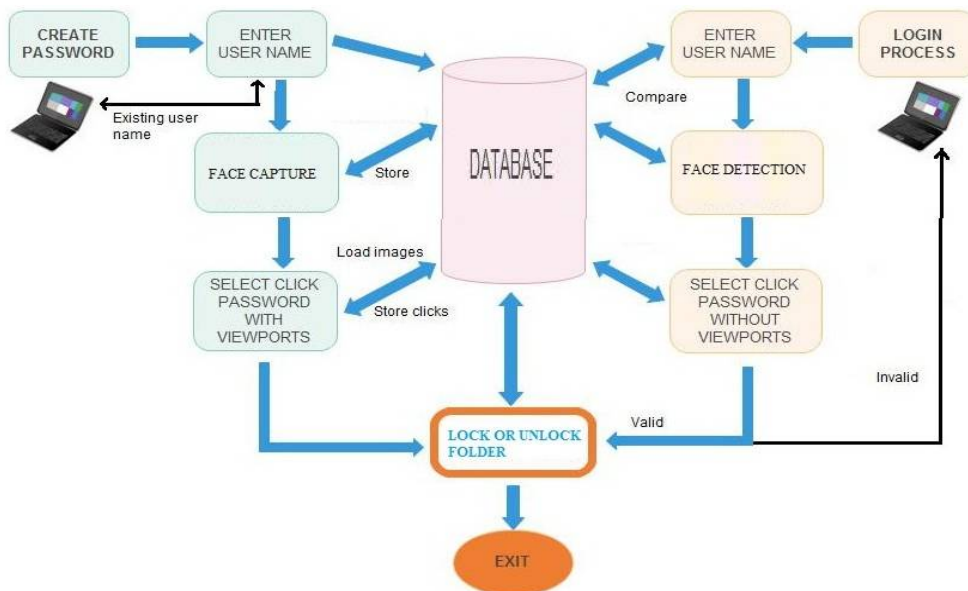 CREATE
PASSWORD
ENTER
USER NAME
ENTER
USER NAME
LOGIN
PROCESS
Existing user
name
Compare
FACE CAPTURE
Store
DATABASE
FACE DETECTION
Load images
SELECT CLICK
PASSWORD
WITH
VIEWPORTS
Store clicks
SELECT CLICK
PASSWORD
WITHOUT
VIEWPORTS
Invalid
Valid
LOCK OR UNLOCK
FOLDER
EXIT